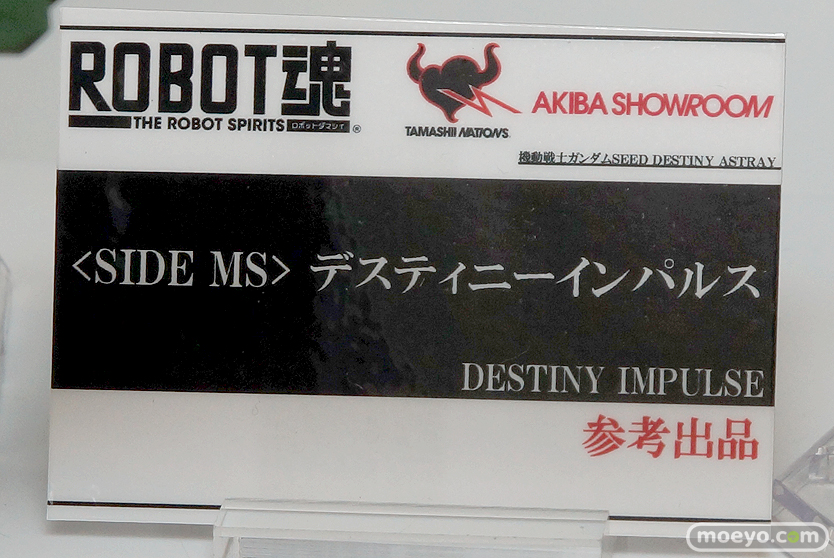 ROBOT魂
THE ROBOT SPIRITS ロボットダマシイ ®
TAMASHII NATIONS
AKIBA SHOWROOM
機動戦士ガンダムSEED DESTINY ASTRAY
<SIDE MS> デスティニーインパルス
DESTINY IMPULSE
参考出品
moeyo.com